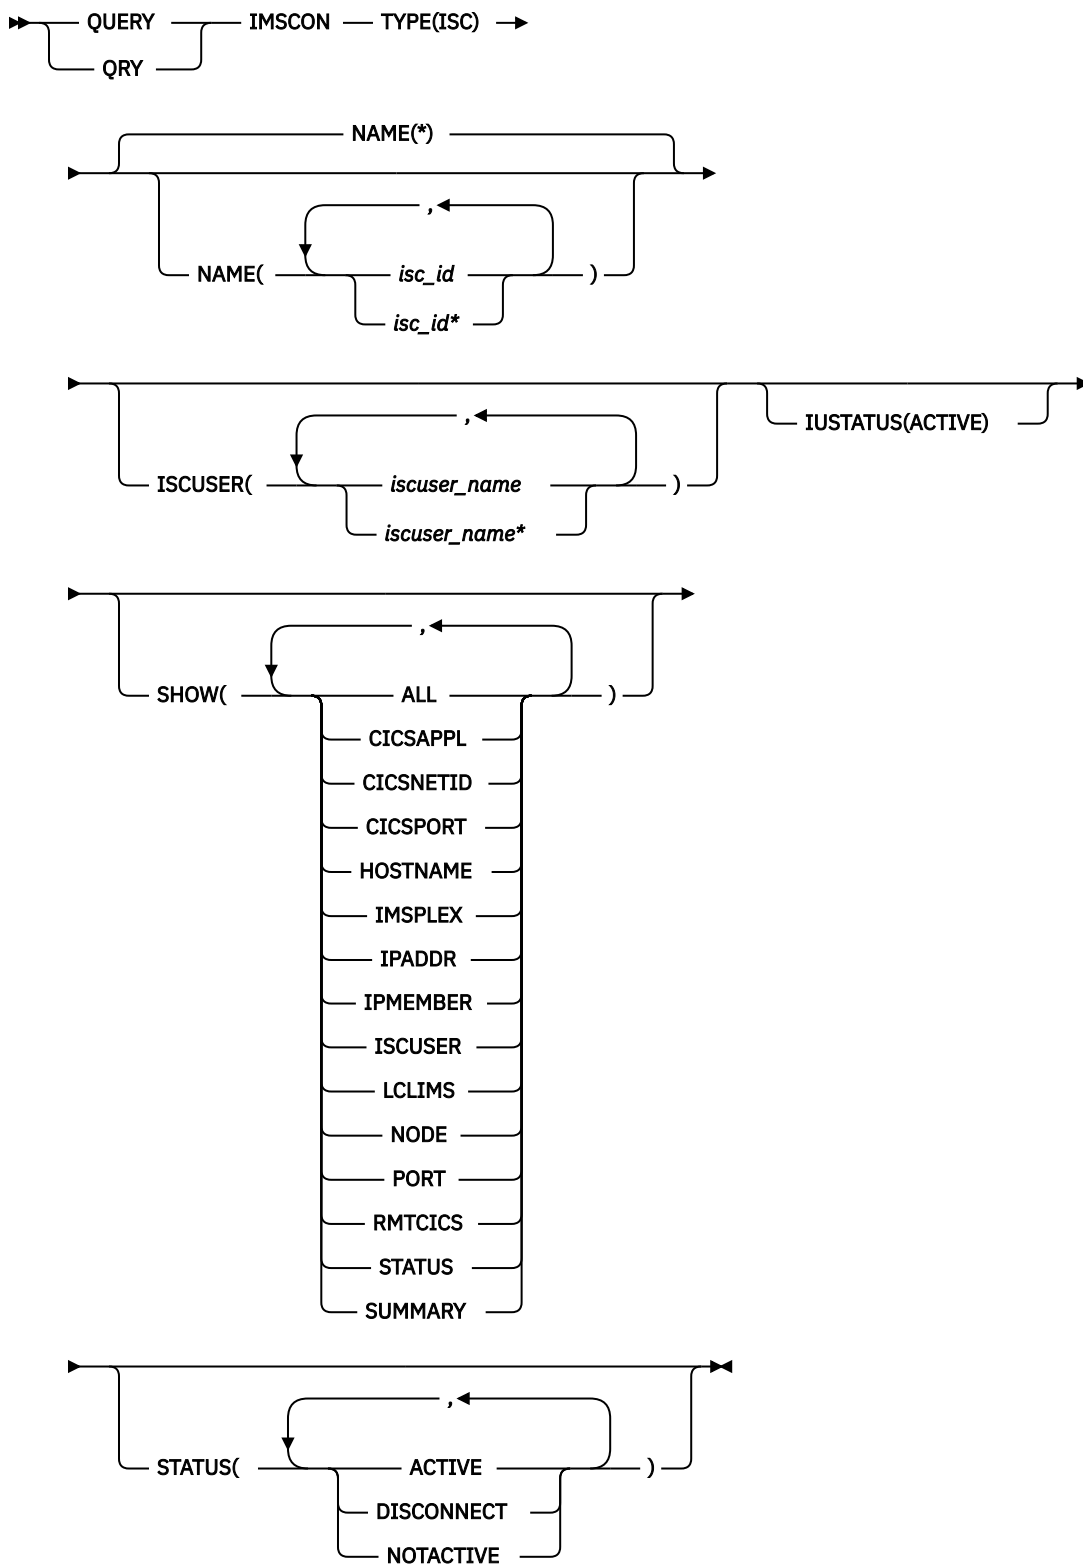 QUERY IMSCON TYPE(ISC)
QRY
NAME(*)
,
NAME( isc_id )
isc_id*
,
IUSTATUS(ACTIVE)
ISCUSER( iscuser_name )
iscuser_name*
,
SHOW( ALL )
CICSAPPL
CICSNETID
CICSPORT
HOSTNAME
IMSPLEX
IPADDR
IPMEMBER
ISCUSER
LCLIMS
NODE
PORT
RMTCICS
STATUS
SUMMARY
,
STATUS( ACTIVE )
DISCONNECT
NOTACTIVE